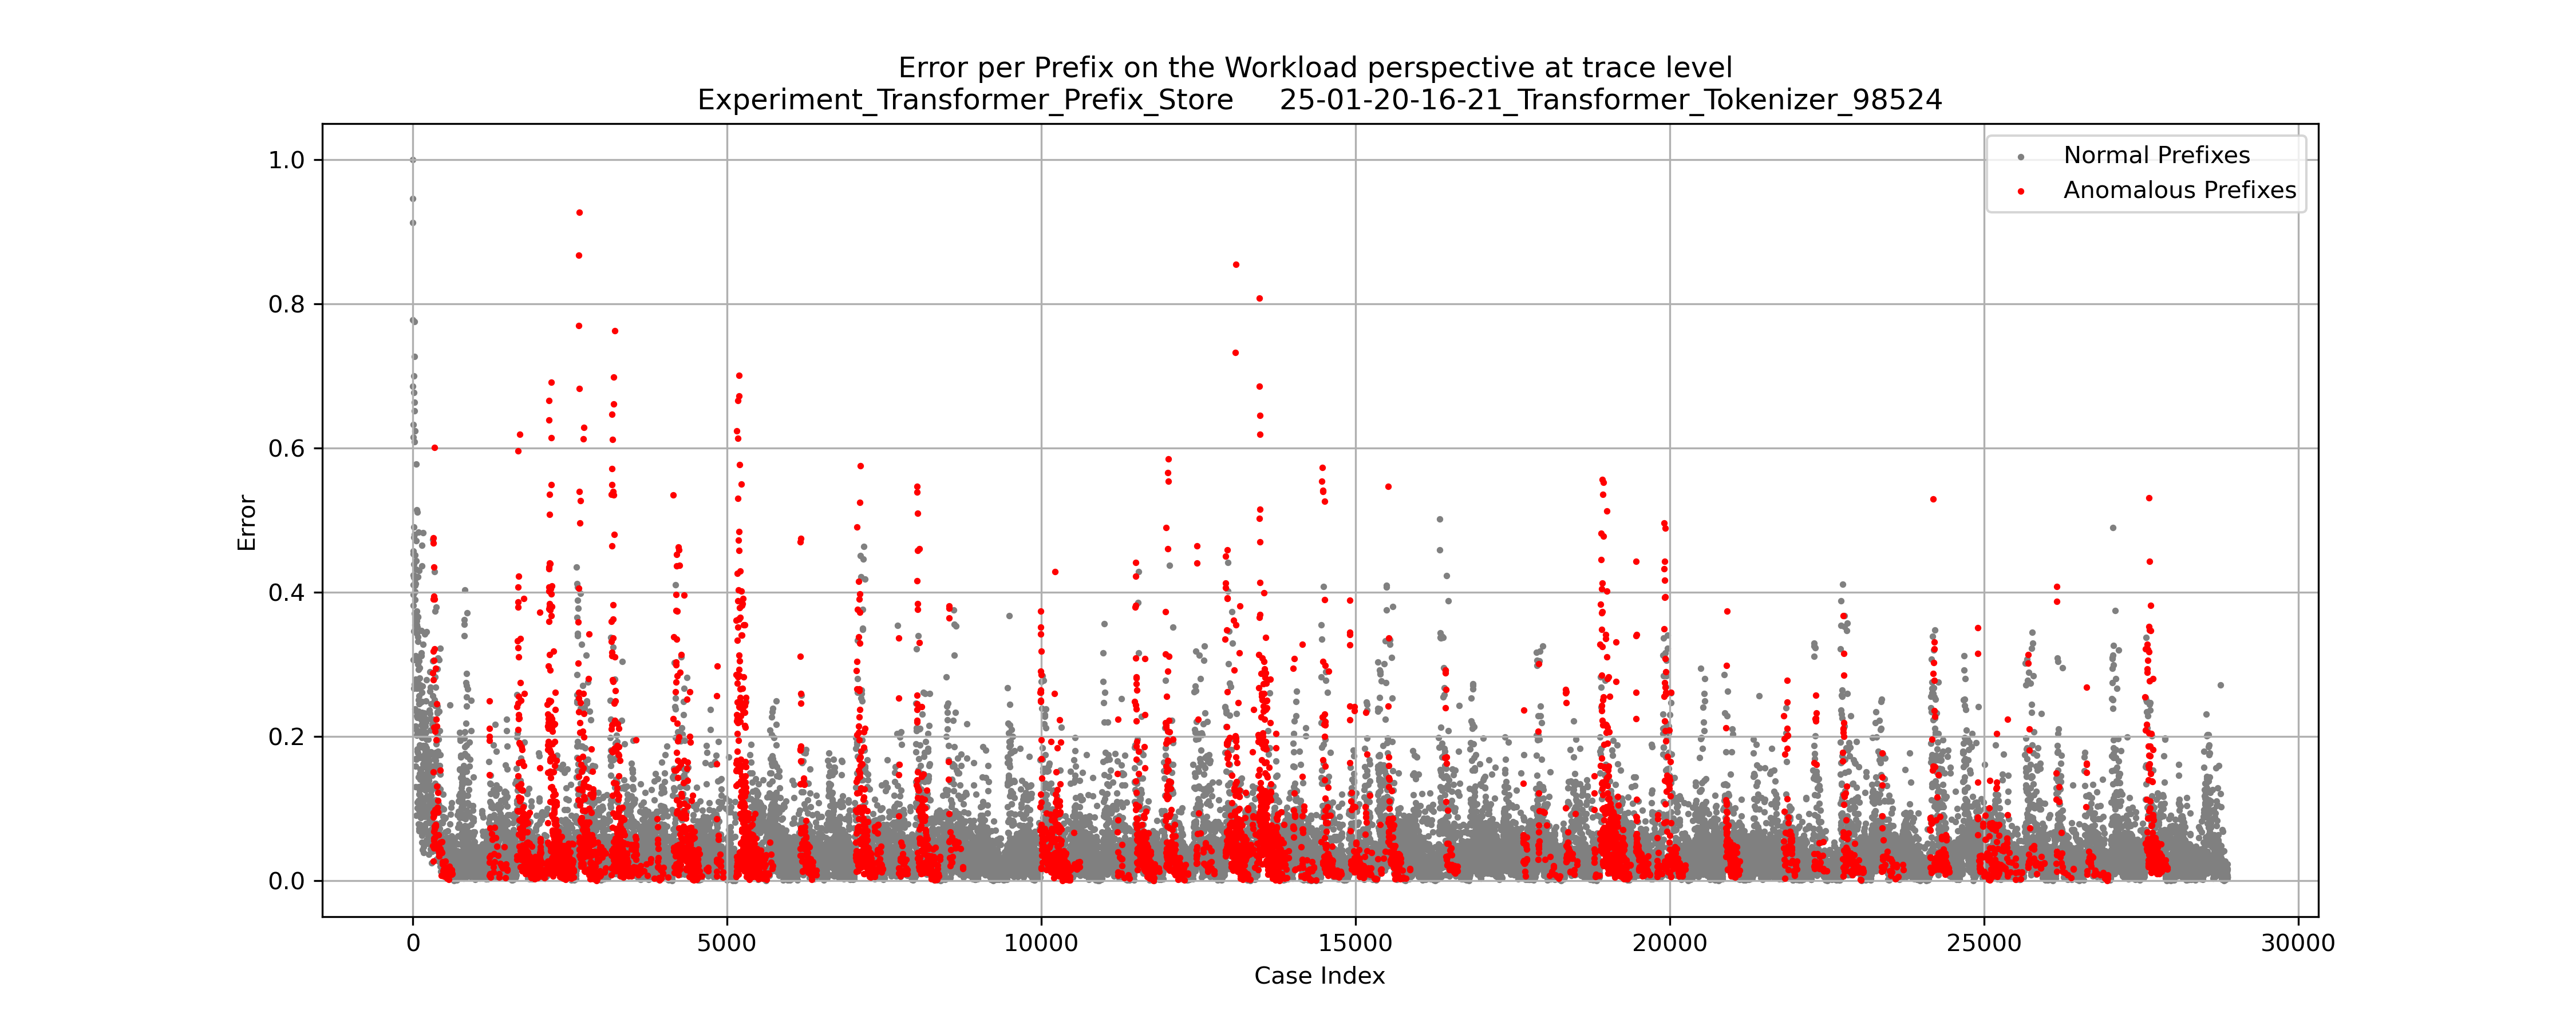 Error per Prefix on the Workload perspective at trace level
Experiment_Transformer_Prefix_Store 25-01-20-16-21_Transformer_Tokenizer_98524
Normal Prefixes
Anomalous Prefixes
1.0
0.8
0.6
0.4
0.2
0.0
Error
0 5000 10000 15000 20000 25000 30000
Case Index